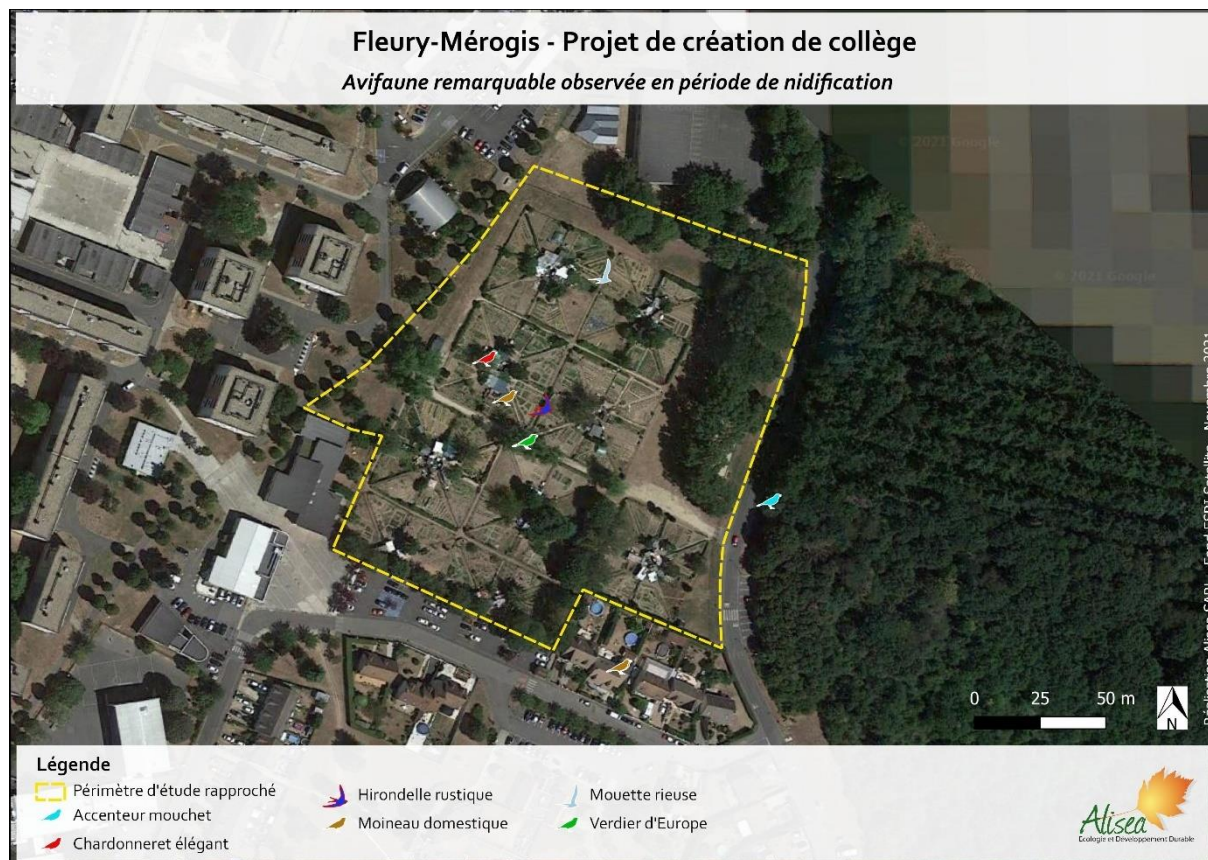 Fleury-Mérogis - Projet de création de collège
Avifaune remarquable observée en période de nidification
© 2021 Google
© 2021 Google
0 25 50 m
N
Légende
Périmètre d'étude rapproché
Accenteur mouchet
Chardonneret élégant
Hirondelle rustique
Moineau domestique
Mouette rieuse
Verdier d'Europe
Alisea
Ecologie et Développement Durable